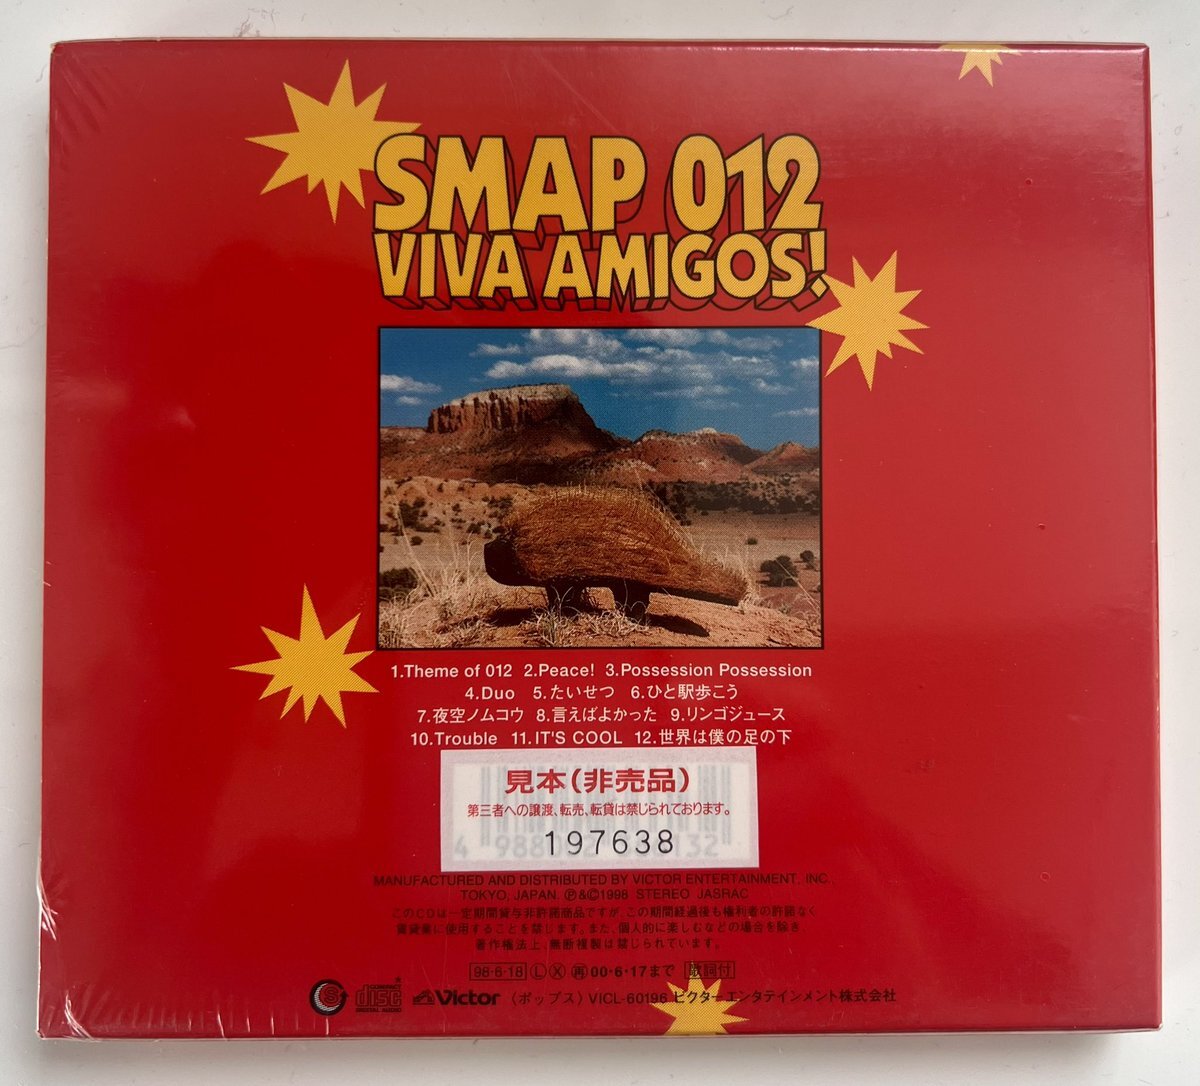 SMAP 012
VIVA AMIGOS!
1.Theme of 012 2.Peace! 3.Possession Possession
4.Duo 5.たいせつ 6.ひと駅歩こう
7.夜空ノムコウ 8.言えばよかった 9.リンゴジュース
10.Trouble 11.IT'S COOL 12.世界は僕の足の下
見本(非売品)
第三者への譲渡、転売、転貸は禁じられております。
197638
MANUFACTURED AND DISTRIBUTED BY VICTOR ENTERTAINMENT, INC.,
TOKYO, JAPAN. Ⓟ&Ⓒ1998 STEREO JASRAC
このCDは一定期間貸与非許諾商品ですが、この期間経過後も権利者の許諾なく
賃貸業に使用することを禁じます。また、個人的に楽しむなどの場合を除き、
著作権法上、無断複製は禁じられています。
98·6·18 Ⓛ Ⓧ ㊢00·6·17まで 歌詞付
S COMPACT disc DIGITAL AUDIO Victor (ポップス) VICL-60196 ビクターエンタテインメント株式会社